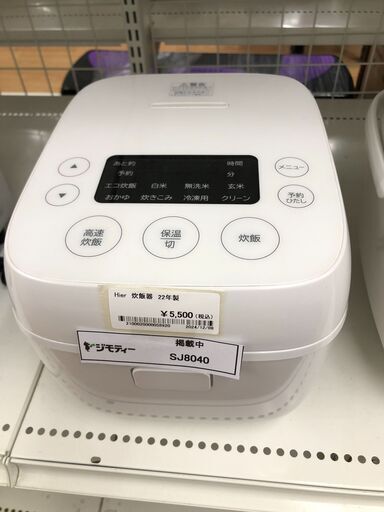 あと約 時間
予約 分
エコ炊飯 白米 無洗米 玄米
おかゆ 炊きこみ 冷凍用 クリーン
▲
▼
メニュー
予約
ひたし
高速
炊飯
保温
切
炊飯
Hier 炊飯器 22年製
￥5,500(税込)
2024/12/08
ジモティー
掲載中
SJ8040